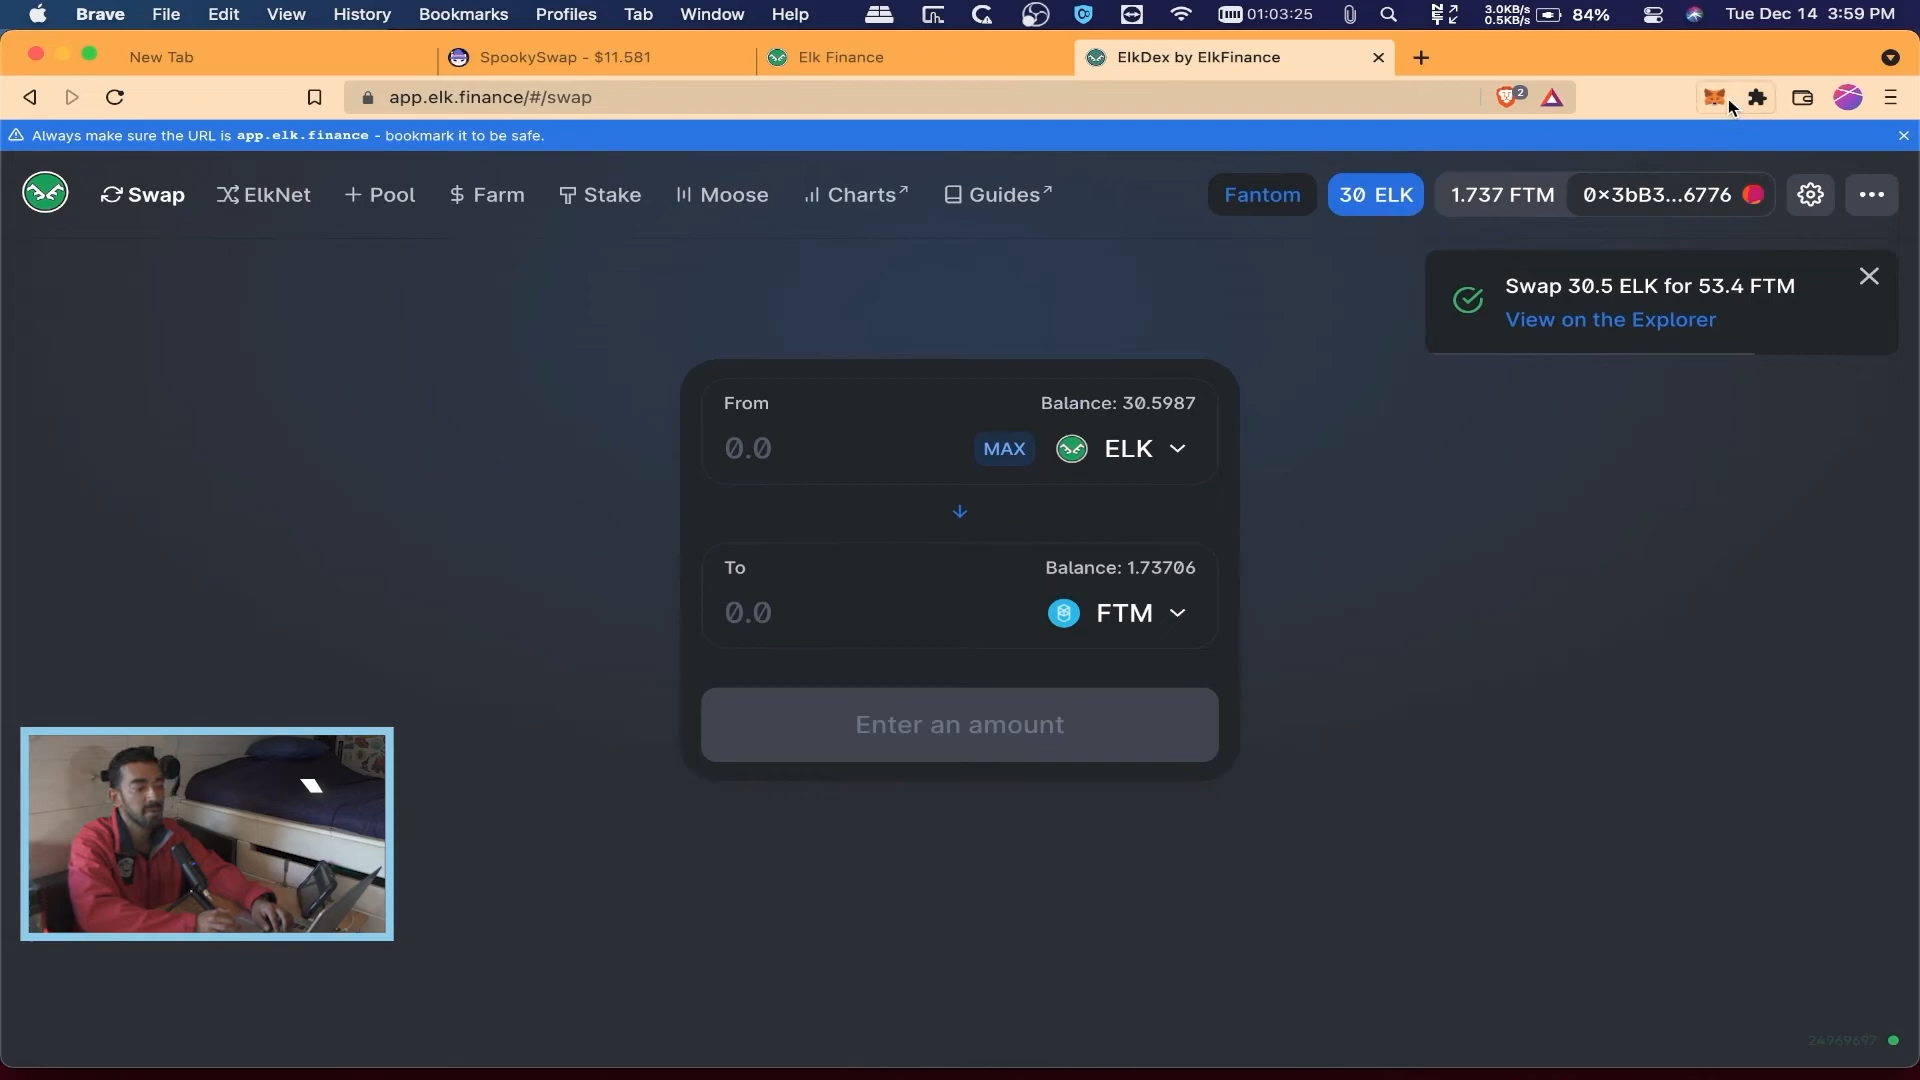 Brave File Edit View History Bookmarks Profiles Tab Window Help 01:03:25 3.0KB/s 0.5KB/s 84% Tue Dec 14 3:59 PM
New Tab SpookySwap - $11.581 Elk Finance ElkDex by ElkFinance
app.elk.finance/#/swap 2
Always make sure the URL is app.elk.finance - bookmark it to be safe.
Swap ElkNet Pool Farm Stake Moose Charts↗ Guides↗ Fantom 30 ELK 1.737 FTM 0x3bB3...6776
Swap 30.5 ELK for 53.4 FTM
View on the Explorer
From Balance: 30.5987
0.0 MAX ELK
To Balance: 1.73706
0.0 FTM
Enter an amount
24969697